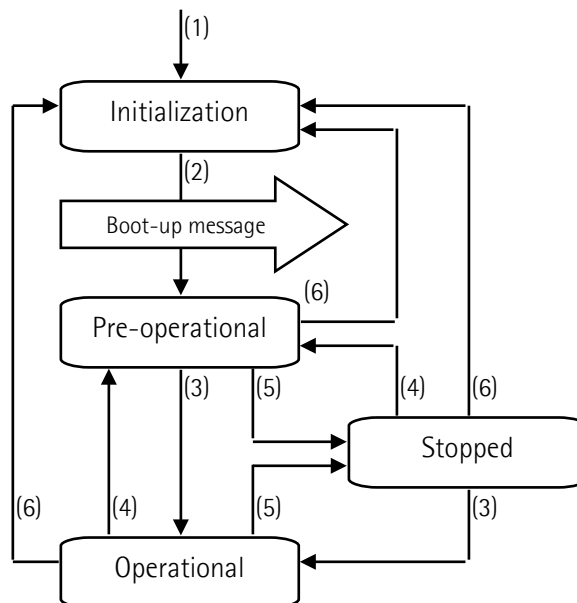 (1)
Initialization
(2)
Boot-up message
(6)
Pre-operational
(3)
(5)
(4)
(6)
Stopped
(6)
(4)
(5)
(3)
Operational